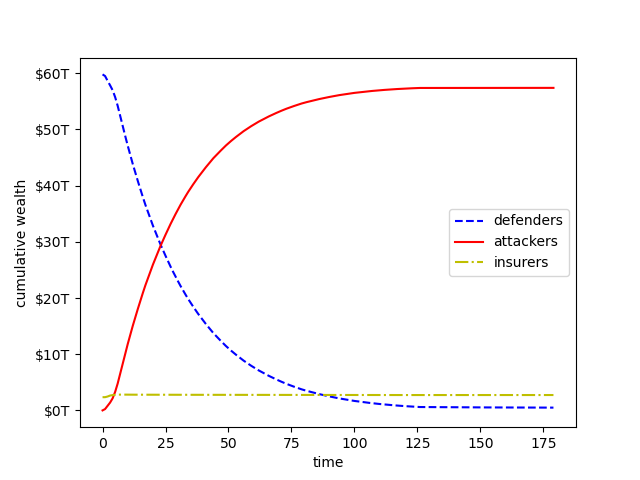 $60T
$50T
$40T
$30T
$20T
$10T
$0T
cumulative wealth
defenders
attackers
insurers
0 25 50 75 100 125 150 175
time